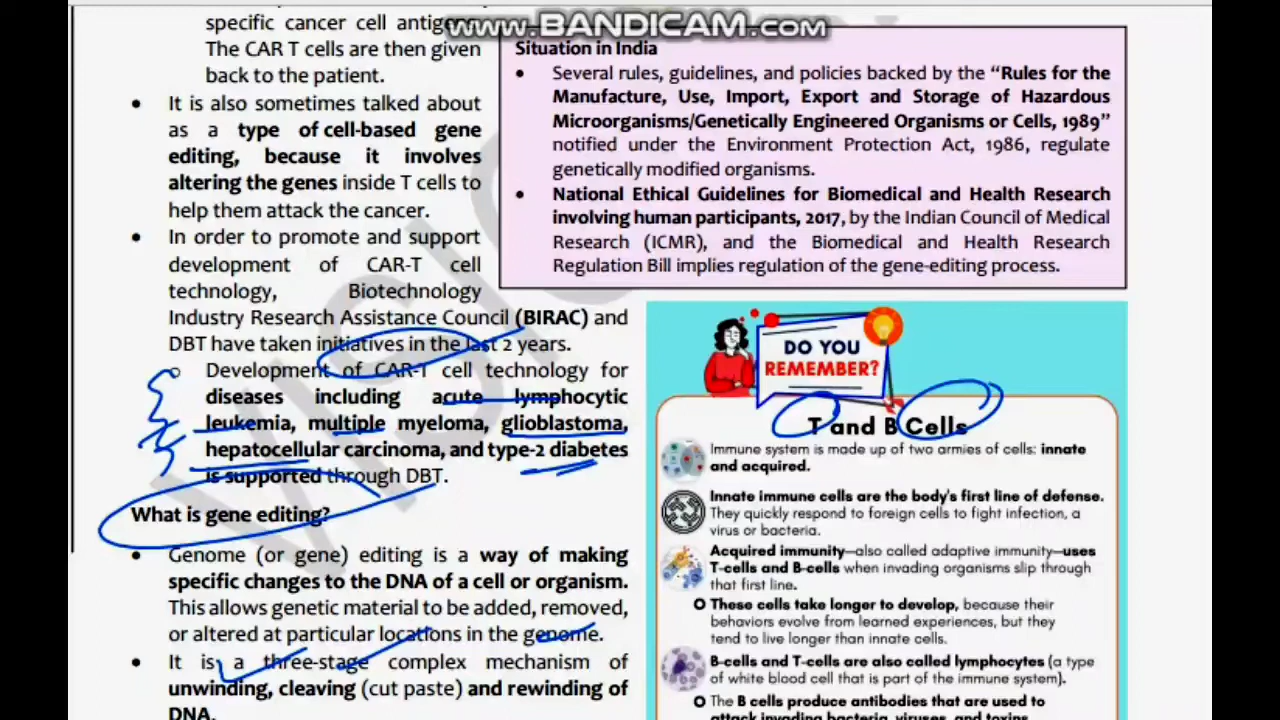 www.BANDICAM.com
specific cancer cell antigens.
The CAR T cells are then given
back to the patient.
It is also sometimes talked about
as a type of cell-based gene
editing, because it involves
altering the genes inside T cells to
help them attack the cancer.
In order to promote and support
development of CAR-T cell
technology, Biotechnology
Industry Research Assistance Council (BIRAC) and
DBT have taken initiatives in the last 2 years.
Development of CAR-T cell technology for
diseases including acute lymphocytic
leukemia, multiple myeloma, glioblastoma,
hepatocellular carcinoma, and type-2 diabetes
is supported through DBT.
What is gene editing?
Genome (or gene) editing is a way of making
specific changes to the DNA of a cell or organism.
This allows genetic material to be added, removed,
or altered at particular locations in the genome.
It is a three-stage complex mechanism of
unwinding, cleaving (cut paste) and rewinding of
DNA.
Situation in India
Several rules, guidelines, and policies backed by the “Rules for the
Manufacture, Use, Import, Export and Storage of Hazardous
Microorganisms/Genetically Engineered Organisms or Cells, 1989”
notified under the Environment Protection Act, 1986, regulate
genetically modified organisms.
National Ethical Guidelines for Biomedical and Health Research
involving human participants, 2017, by the Indian Council of Medical
Research (ICMR), and the Biomedical and Health Research
Regulation Bill implies regulation of the gene-editing process.
DO YOU
REMEMBER?
T and B Cells
Immune system is made up of two armies of cells: innate
and acquired.
Innate immune cells are the body's first line of defense.
They quickly respond to foreign cells to fight infection, a
virus or bacteria.
Acquired immunity—also called adaptive immunity—uses
T-cells and B-cells when invading organisms slip through
that first line.
These cells take longer to develop, because their
behaviors evolve from learned experiences, but they
tend to live longer than innate cells.
B-cells and T-cells are also called lymphocytes (a type
of white blood cell that is part of the immune system).
The B cells produce antibodies that are used to
attack invading bacteria, viruses, and toxins.